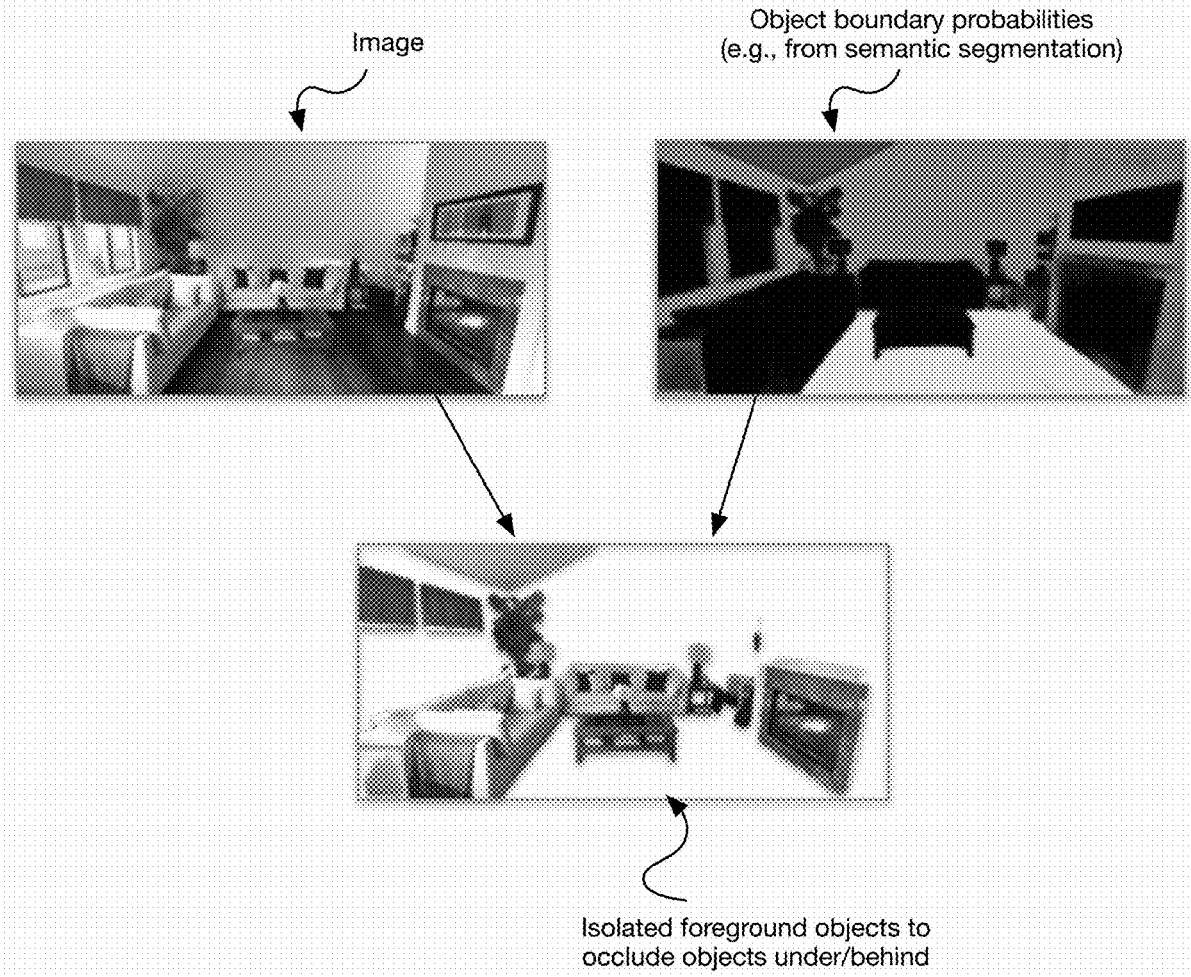 Image
Object boundary probabilities
(e.g., from semantic segmentation)
Isolated foreground objects to
occlude objects under/behind